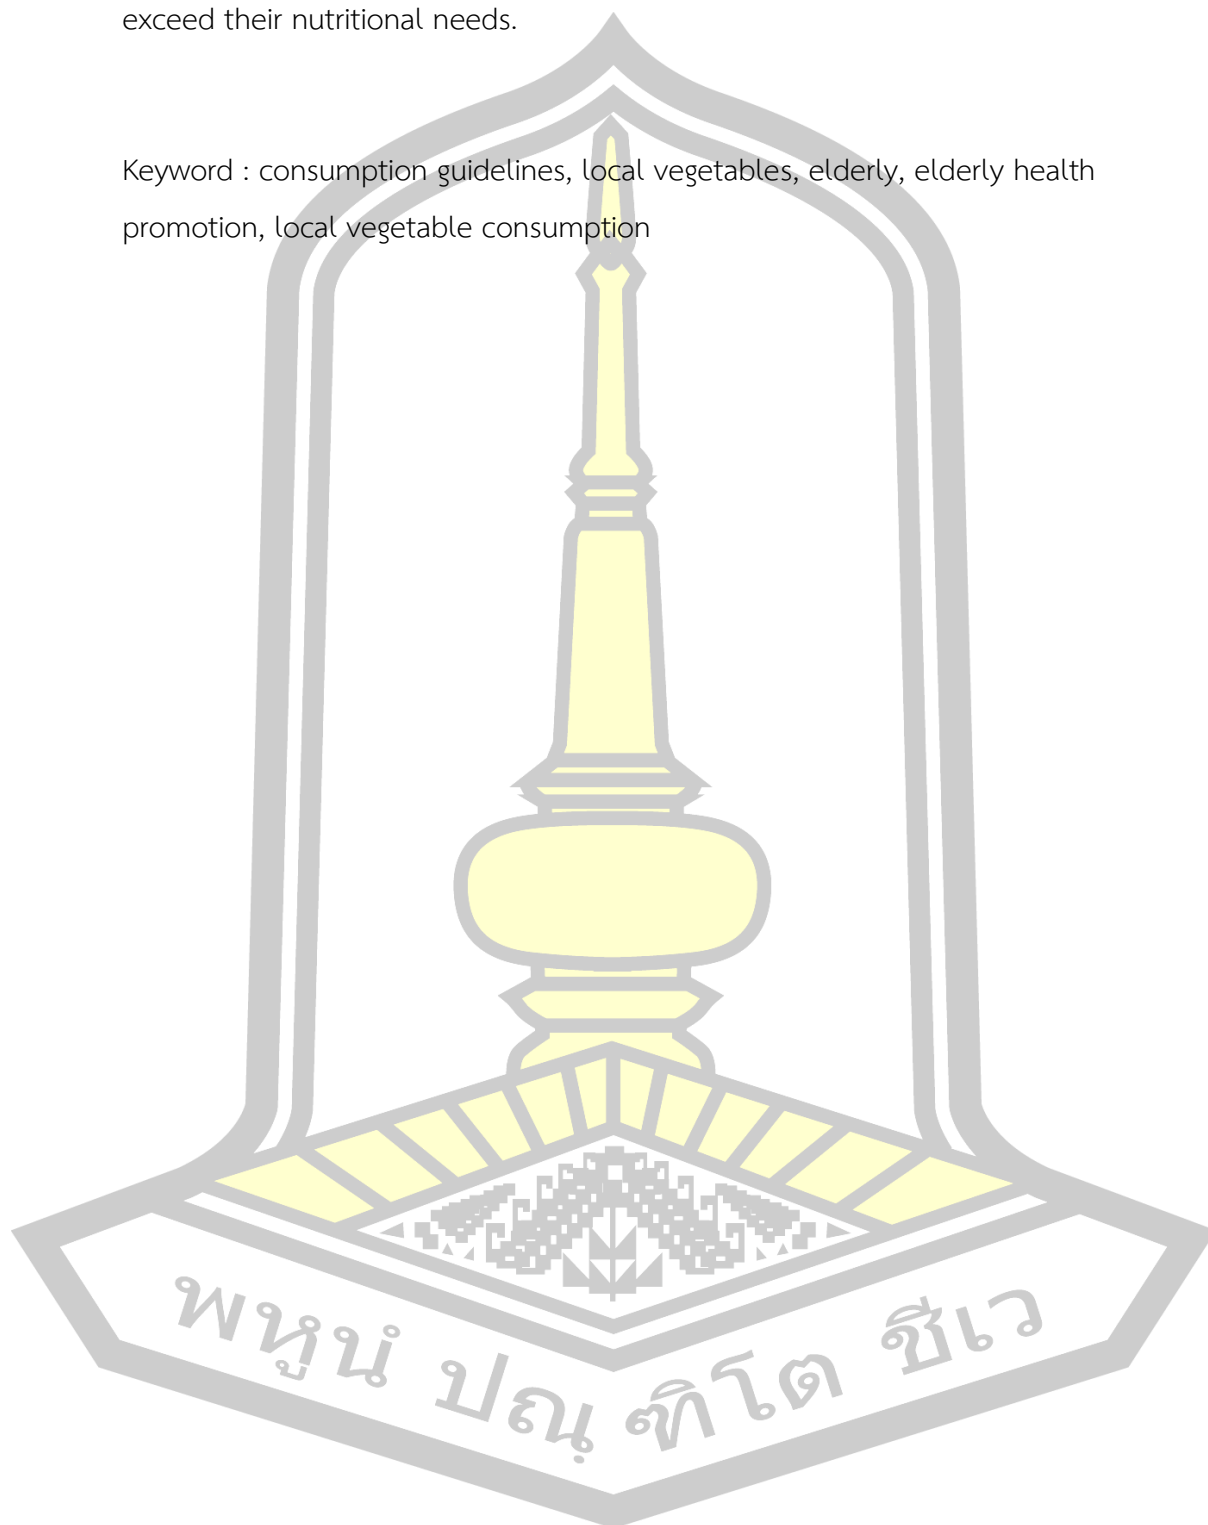 exceed their nutritional needs.
Keyword : consumption guidelines, local vegetables, elderly, elderly health
promotion, local vegetable consumption
พหูนํ ปณฺ ฑิโต ชีเว